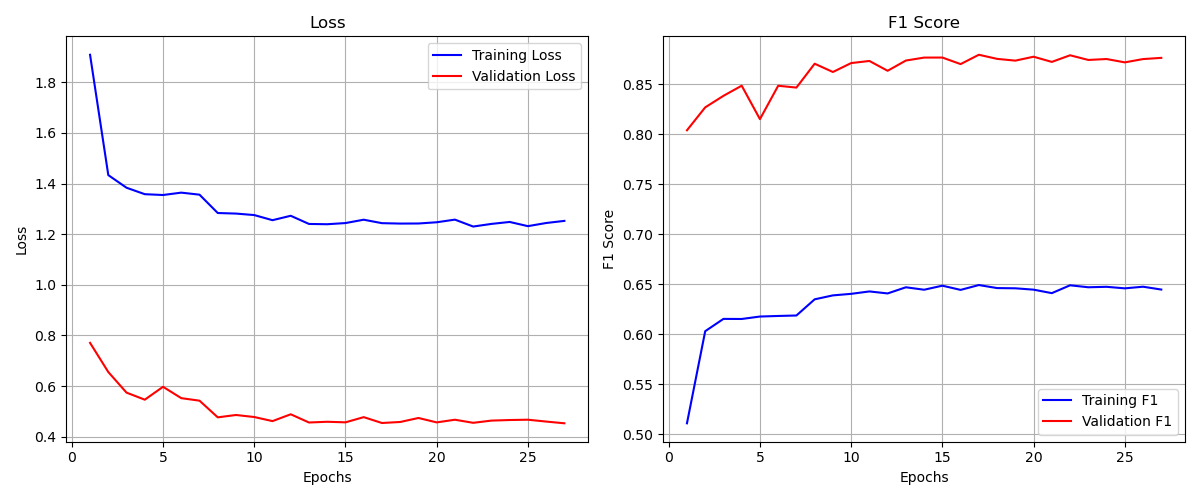 Loss
Training Loss
Validation Loss
1.8
1.6
1.4
1.2
1.0
0.8
0.6
0.4
Loss
0
5
10
15
20
25
Epochs
F1 Score
0.85
0.80
0.75
0.70
0.65
0.60
0.55
0.50
F1 Score
Training F1
Validation F1
0
5
10
15
20
25
Epochs